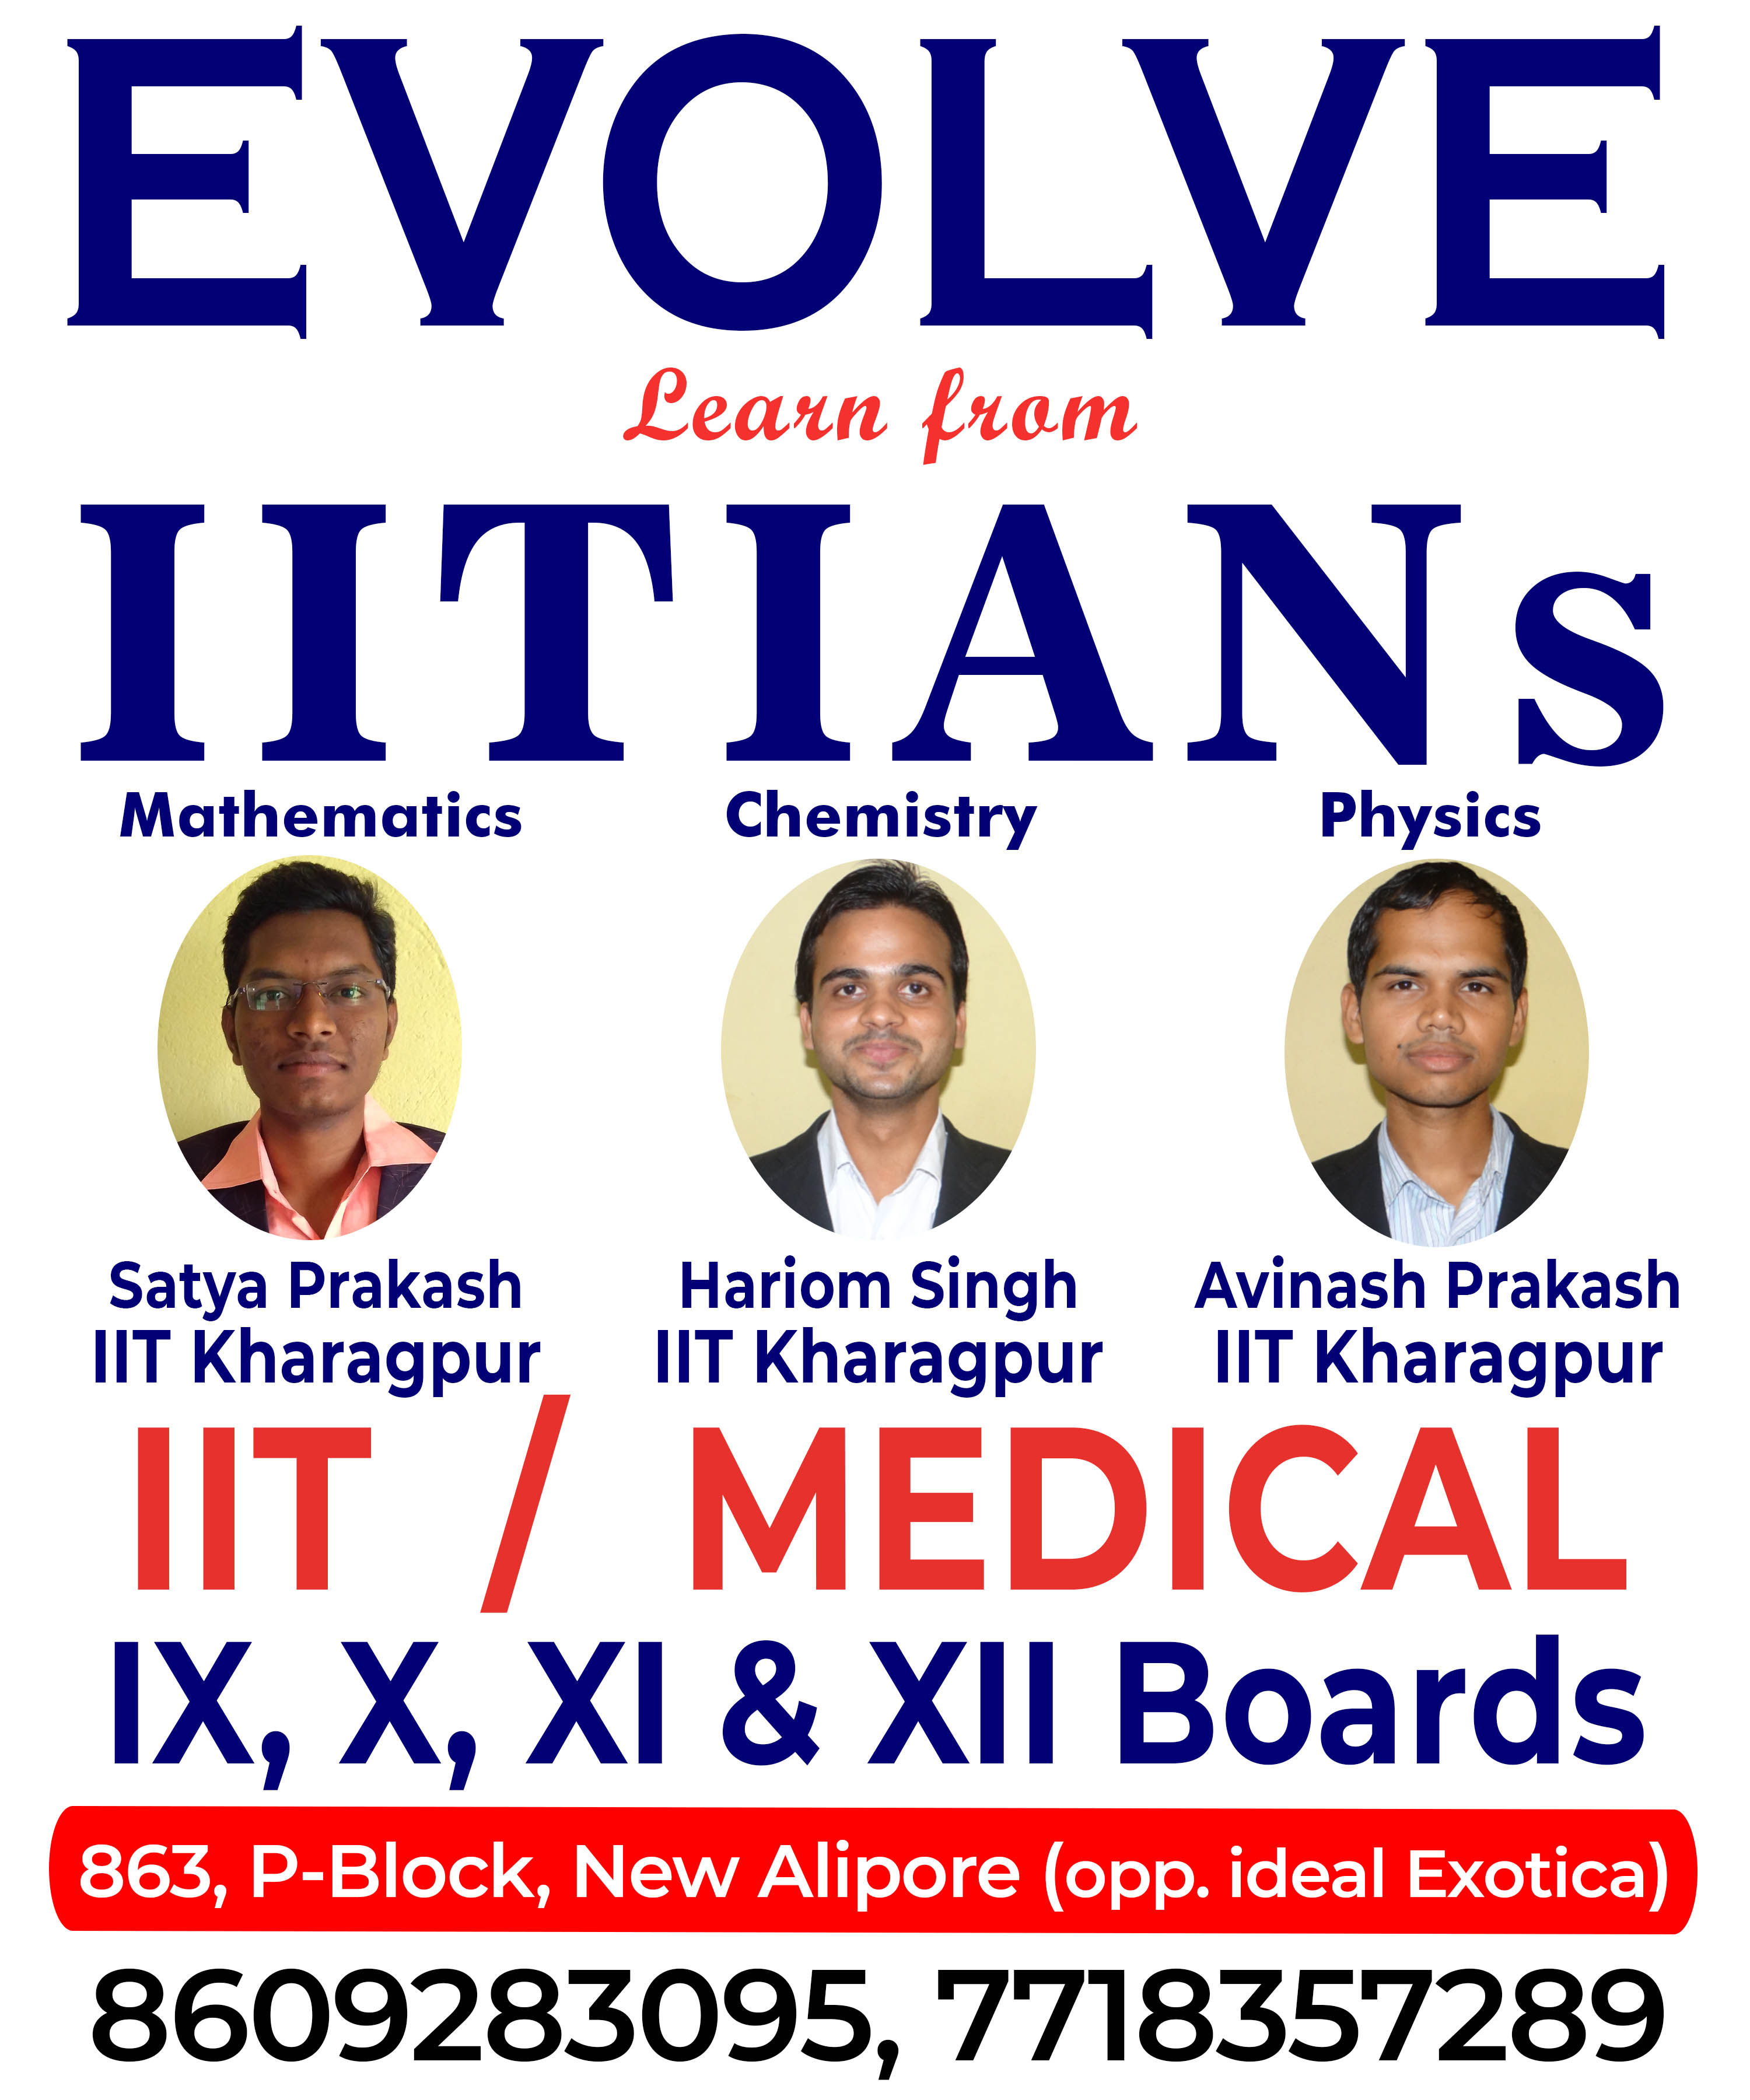 EVOLVE
Learn from
IITIANs
Mathematics Chemistry Physics
Satya Prakash Hariom Singh Avinash Prakash
IIT Kharagpur IIT Kharagpur IIT Kharagpur
IIT / MEDICAL
IX, X, XI & XII Boards
863, P-Block, New Alipore (opp. ideal Exotica)
8609283095, 7718357289